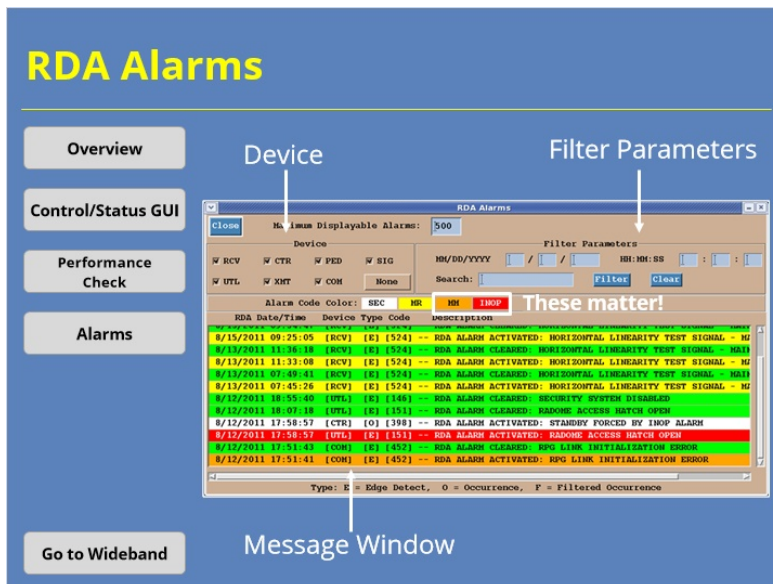 RDA Alarms
Overview
Control/Status GUI
Performance
Check
Alarms
Go to Wideband
Device
Filter Parameters
RDA Alarms
Close Maximum Displayable Alarms: 500
Device
RCV CTR PED SIG
UTL XMT COM None
Filter Parameters
MM/DD/YYYY / / HH:MM:SS : :
Search: Filter Clear
Alarm Code Color: SEC MR MM INOP
These matter!
RDA Date/Time Device Type Code Description
8/15/2011 09:25:05 [RCV] [E] [524] -- RDA ALARM ACTIVATED: HORIZONTAL LINEARITY TEST SIGNAL - MA
8/13/2011 11:36:18 [RCV] [E] [524] -- RDA ALARM CLEARED: HORIZONTAL LINEARITY TEST SIGNAL - MAIN
8/13/2011 11:33:08 [RCV] [E] [524] -- RDA ALARM ACTIVATED: HORIZONTAL LINEARITY TEST SIGNAL - MA
8/13/2011 07:49:41 [RCV] [E] [524] -- RDA ALARM CLEARED: HORIZONTAL LINEARITY TEST SIGNAL - MAIN
8/13/2011 07:45:26 [RCV] [E] [524] -- RDA ALARM ACTIVATED: HORIZONTAL LINEARITY TEST SIGNAL - MA
8/12/2011 18:55:40 [UTL] [E] [146] -- RDA ALARM CLEARED: SECURITY SYSTEM DISABLED
8/12/2011 18:07:18 [UTL] [E] [151] -- RDA ALARM CLEARED: RADOME ACCESS HATCH OPEN
8/12/2011 17:58:57 [CTR] [O] [398] -- RDA ALARM ACTIVATED: STANDBY FORCED BY INOP ALARM
8/12/2011 17:58:57 [UTL] [E] [151] -- RDA ALARM ACTIVATED: RADOME ACCESS HATCH OPEN
8/12/2011 17:51:43 [COM] [E] [452] -- RDA ALARM CLEARED: RPG LINK INITIALIZATION ERROR
8/12/2011 17:51:41 [COM] [E] [452] -- RDA ALARM ACTIVATED: RPG LINK INITIALIZATION ERROR
Type: E = Edge Detect, O = Occurrence, F = Filtered Occurrence
Message Window